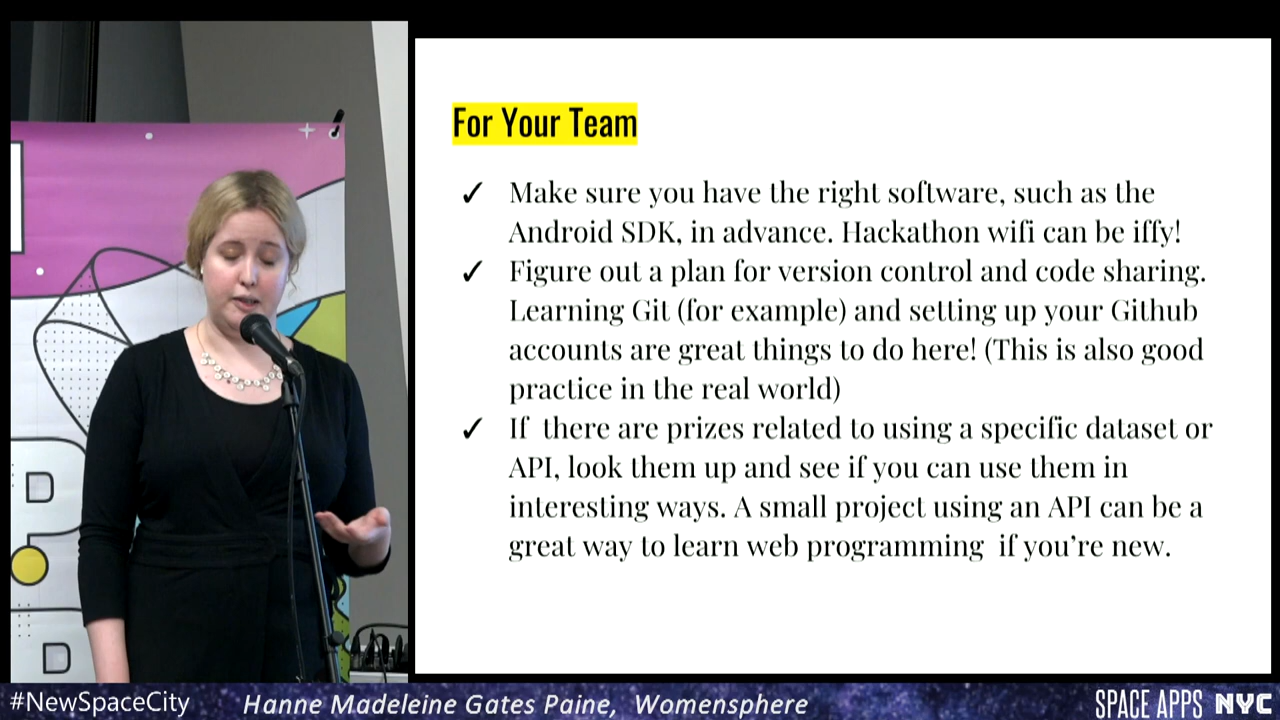 For Your Team
✓ Make sure you have the right software, such as the
Android SDK, in advance. Hackathon wifi can be iffy!
✓ Figure out a plan for version control and code sharing.
Learning Git (for example) and setting up your Github
accounts are great things to do here! (This is also good
practice in the real world)
✓ If  there are prizes related to using a specific dataset or
API, look them up and see if you can use them in
interesting ways. A small project using an API can be a
great way to learn web programming  if you’re new.
P
D
D
#NewSpaceCity
Hanne Madeleine Gates Paine,  Womensphere
SPACE APPS NYC